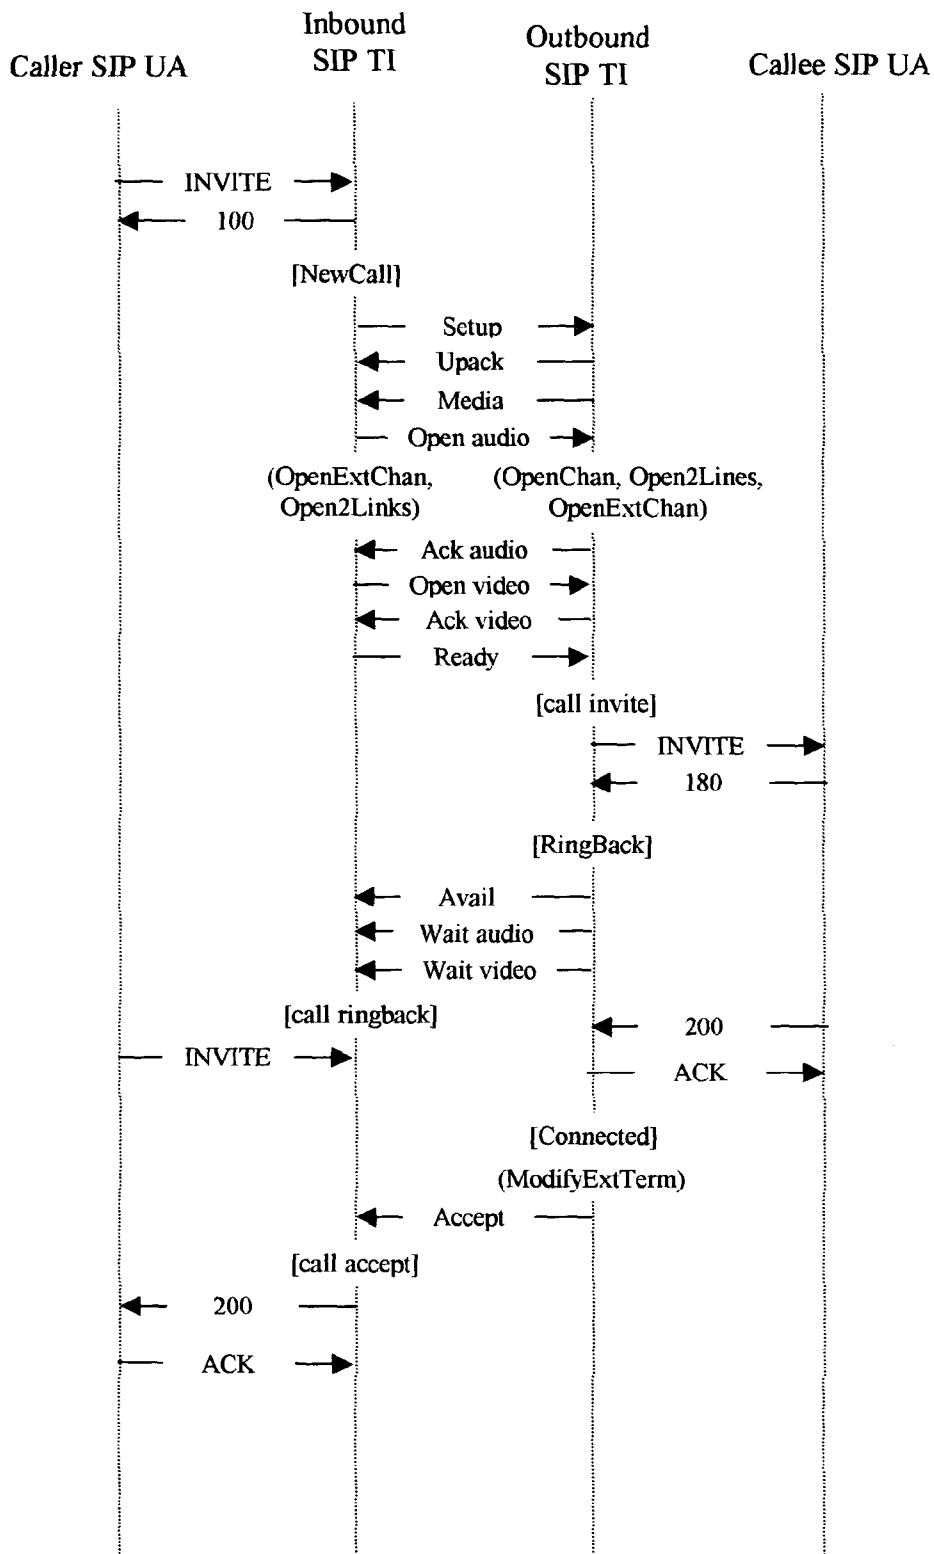 Caller SIP UA
Inbound
SIP TI
Outbound
SIP TI
Callee SIP UA
INVITE
100
[NewCall]
Setup
Upack
Media
Open audio
(OpenExtChan,
Open2Links)
(OpenChan, Open2Lines,
OpenExtChan)
Ack audio
Open video
Ack video
Ready
[call invite]
INVITE
180
[RingBack]
Avail
Wait audio
Wait video
[call ringback]
200
INVITE
ACK
[Connected]
(ModifyExtTerm)
Accept
[call accept]
200
ACK